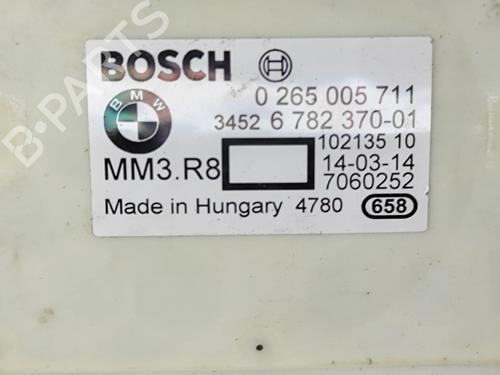 B-PARTS
BOSCH
BMW
0 265 005 711
3452 6 782 370-01
102135 10
MM3.R8
14-03-14
7060252
Made in Hungary 4780 658